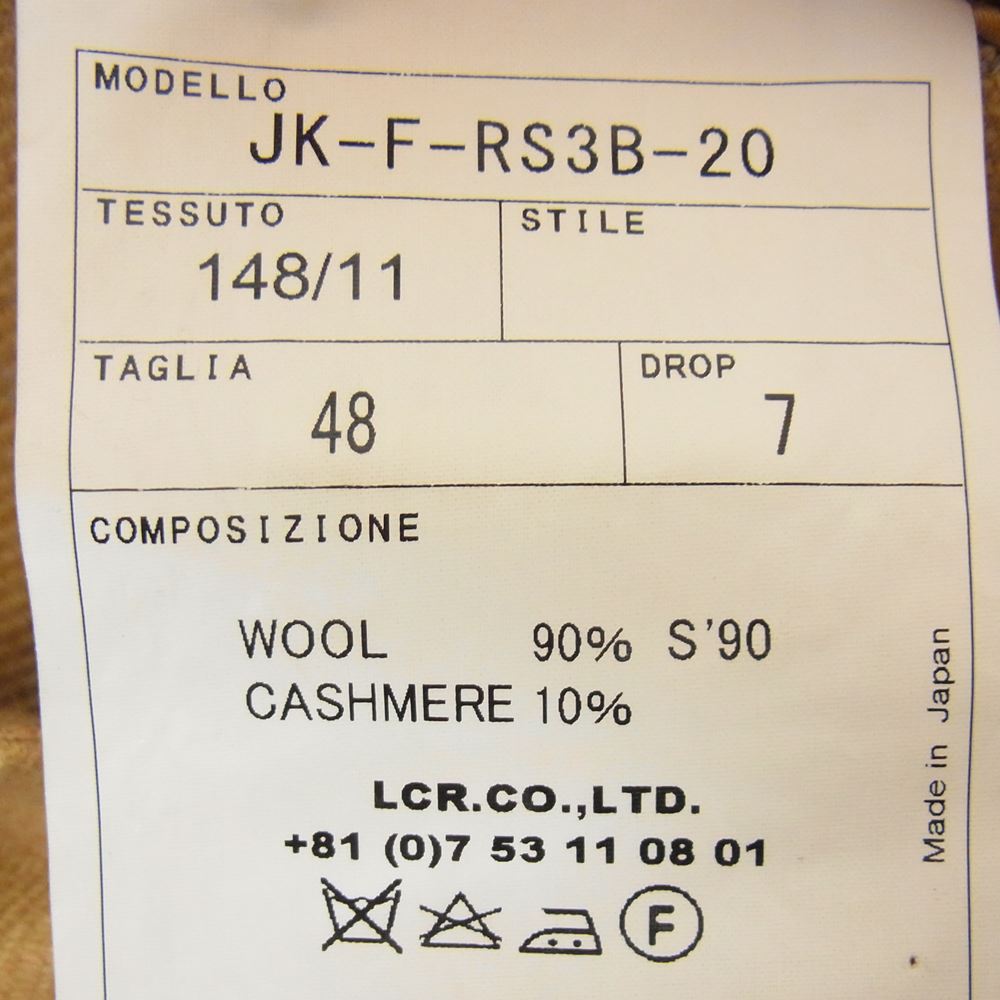 MODELLO
JK-F-RS3B-20
TESSUTO
148/11
STILE
TAGLIA
48
DROP
7
COMPOSIZIONE
WOOL 90% S'90
CASHMERE 10%
Made in Japan
LCR.CO.,LTD.
+81 (0)7 53 11 08 01
F